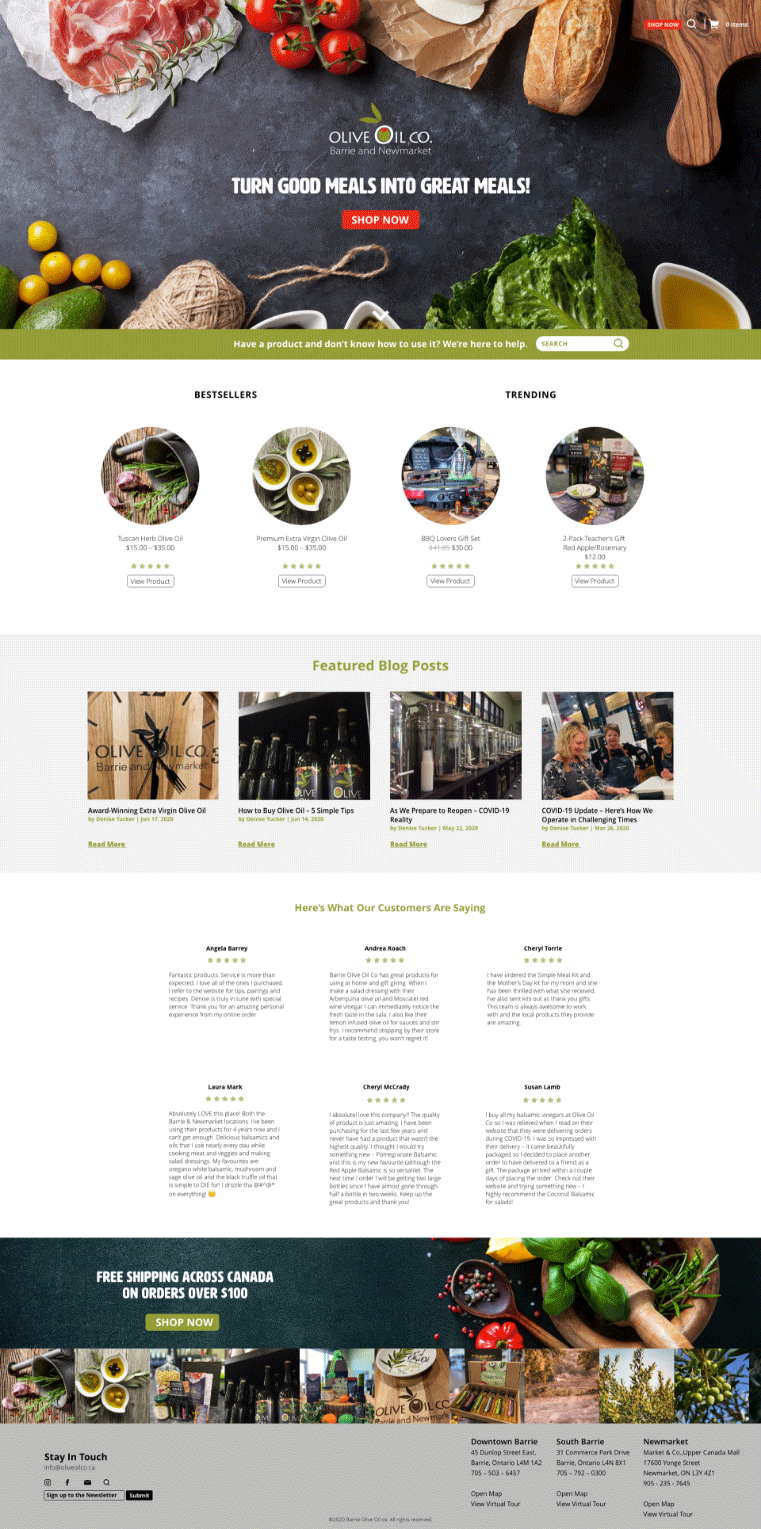 SHOP NOW
0 items
OLIVE OIL CO.
Barrie and Newmarket
TURN GOOD MEALS INTO GREAT MEALS!
SHOP NOW
Have a product and don't know how to use it? We're here to help.
SEARCH
BESTSELLERS
TRENDING
Tuscan Herb Olive Oil
$15.00 – $35.00
View Product
Premium Extra Virgin Olive Oil
$15.00 – $35.00
View Product
BBQ Lovers Gift Set
$41.85 $30.00
View Product
2-Pack Teacher's Gift
Red Apple/Rosemary
$12.00
View Product
Featured Blog Posts
OLIVE OIL CO.
Barrie and Newmarket
Award-Winning Extra Virgin Olive Oil
by Denise Tucker | Jun 17, 2020
Read More
How to Buy Olive Oil – 5 Simple Tips
by Denise Tucker | Jun 14, 2020
Read More
As We Prepare to Reopen – COVID-19
Reality
by Denise Tucker | May 22, 2020
Read More
COVID-19 Update – Here's How We
Operate in Challenging Times
by Denise Tucker | Mar 26, 2020
Read More
Here's What Our Customers Are Saying
Angela Barrey
Fantastic products. Service is more than
expected. I love all of the ones I purchased.
I refer to the website for tips, pairings and
recipes. Denise is truly in tune with special
service. Thank you for an amazing personal
experience from my online order
Andrea Roach
Barrie Olive Oil Co has great products for
using at home and gift giving. When I
make a salad dressing with their
Arberquina olive oil and Moscatel red
wine vinegar I can immediately notice the
fresh taste in the sala. I also like their
lemon infused olive oil for sauces and stir
frys. I recommend stopping by their store
for a taste testing, you won't regret it!
Cheryl Torrie
I have ordered the Simple Meal Kit and
the Mother's Day kit for my mom and she
has been thrilled with what she received.
I've also sent kits out as thank you gifts.
This team is always awesome to work
with and the local products they provide
are amazing.
Laura Mark
Absolutely LOVE this place! Both the
Barrie & Newmarket locations. I've been
using their products for 4 years now and I
can't get enough. Delicious balsamics and
oils that I use nearly every dau while
cooking meat and veggies and making
salad dressings. My favourites are
oregano white balsamic, mushroom and
sage olive oil and the black truffle oil that
is simple to DIE for! I drizzle tha @#^@*
on everything! 😊
Cheryl McCrady
I absolutel love this company!! The quality
of product is just amazing. I have been
purchasing for the last few years and
never have had a product that wasn't the
highest quality. I thought I would try
something new – Pomegranate Balsamic
and this is my new favourite (although the
Red Apple Balsamic is so versatile). The
next time I order I will be getting two large
bottles since I have almost gone through
half a bottle in two weeks. Keep up the
great products and thank you!
Susan Lamb
I buy all my balsamic vinegars at Olive Oil
Co so I was relieved when I read on their
website that they were delivering orders
during COVID-19. I was so impressed with
their delivery – it came beautifully
packaged so I decided to place another
order to have delivered to a friend as a
gift. The package arrived within a couple
days of placing the order. Check out their
website and trying something new – I
highly recommend the Coconut Balsamic
for salads!
FREE SHIPPING ACROSS CANADA
ON ORDERS OVER $100
SHOP NOW
OLIVE OIL CO.
Barrie and Newmark
Stay In Touch
info@oliveoilco.ca
Sign up to the Newsletter
Submit
Downtown Barrie
45 Dunlop Street East,
Barrie, Ontario L4M 1A2
705 – 503 – 6457
Open Map
View Virtual Tour
South Barrie
31 Commerce Park Drive
Barrie, Ontario L4N 8X1
705 – 792 – 0300
Open Map
View Virtual Tour
Newmarket
Market & Co.,Upper Canada Mall
17600 Yonge Street
Newmarket, ON L3Y 4Z1
905 - 235 - 7645
Open Map
View Virtual Tour
©2020 Barrie Olive Oil co. All rights reserved